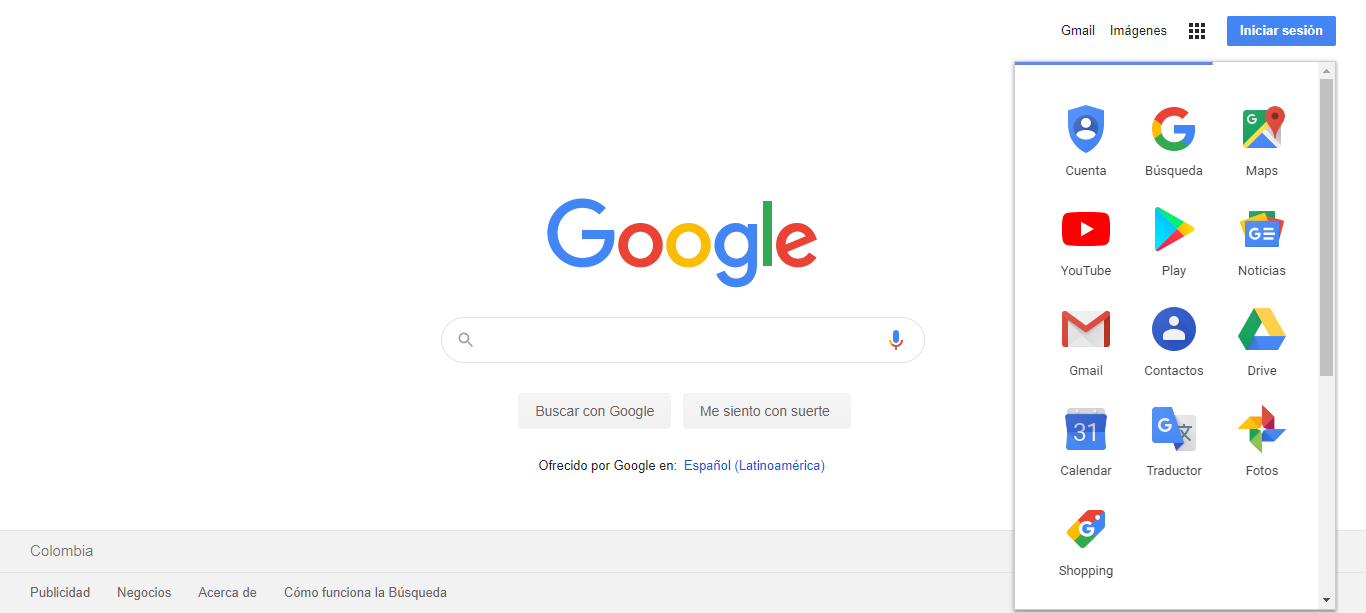 Gmail Imágenes Iniciar sesión
Google
Buscar con Google Me siento con suerte
Ofrecido por Google en: Español (Latinoamérica)
G G
Cuenta Búsqueda Maps
G
YouTube Play Noticias
Gmail Contactos Drive
31 G 文
Calendar Traductor Fotos
G
Shopping
Colombia
Publicidad Negocios Acerca de Cómo funciona la Búsqueda